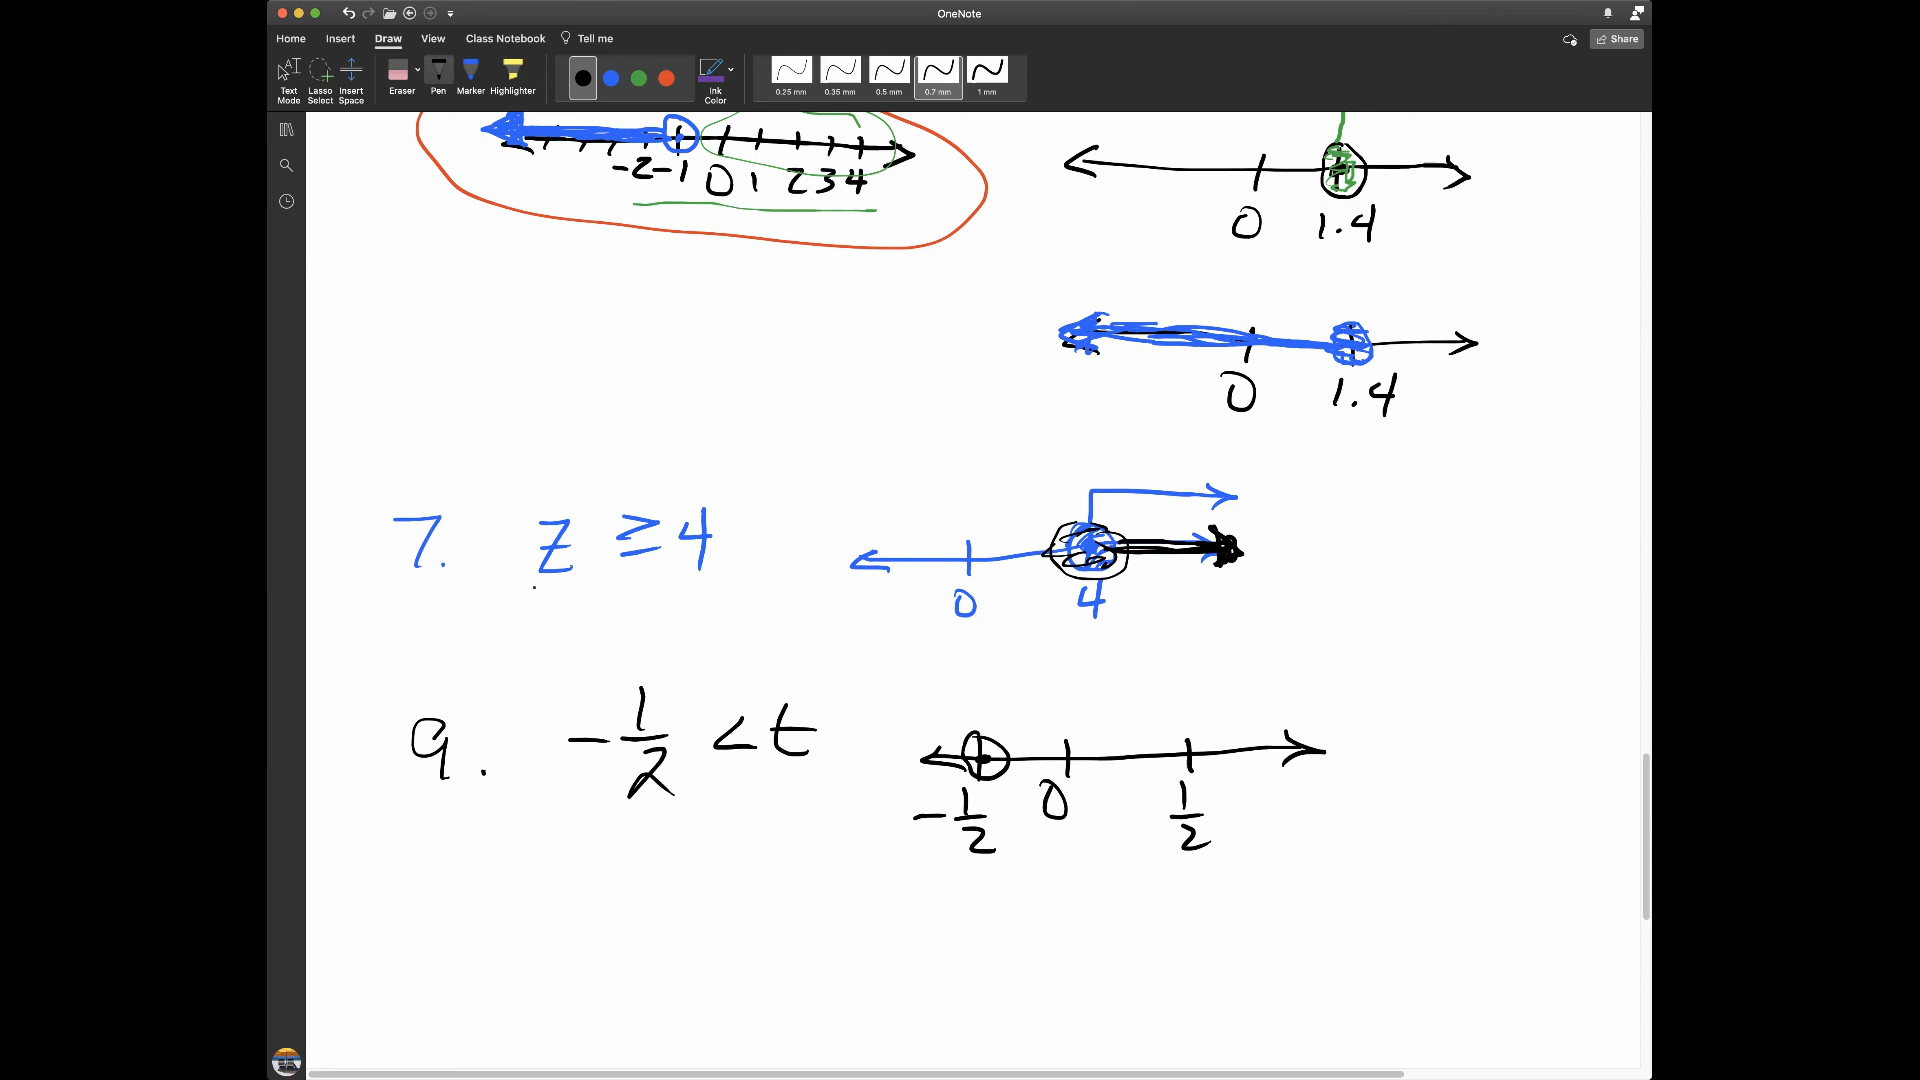 OneNote
Home Insert Draw View Class Notebook Tell me Share
Text Mode Lasso Select Insert Space Eraser Pen Marker Highlighter Ink Color 0.25 mm 0.35 mm 0.5 mm 0.7 mm 1 mm
-2 -1 0 1 2 3 4
0 1.4
0 1.4
7. z ≥ 4
0 4
9. -1/2 < t
-1/2 0 1/2